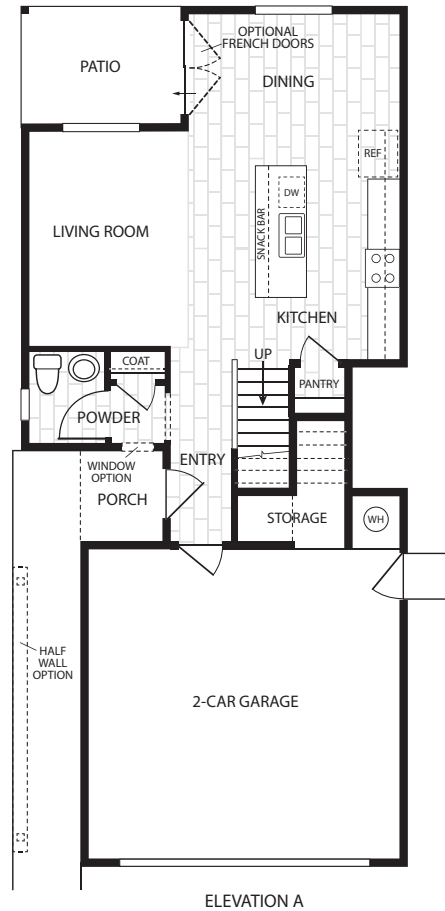 OPTIONAL
FRENCH DOORS
PATIO
DINING
REF
DW
SNACK BAR
LIVING ROOM
KITCHEN
UP
COAT
PANTRY
POWDER
WINDOW
OPTION
ENTRY
PORCH
STORAGE
WH
HALF
WALL
OPTION
2-CAR GARAGE
ELEVATION A